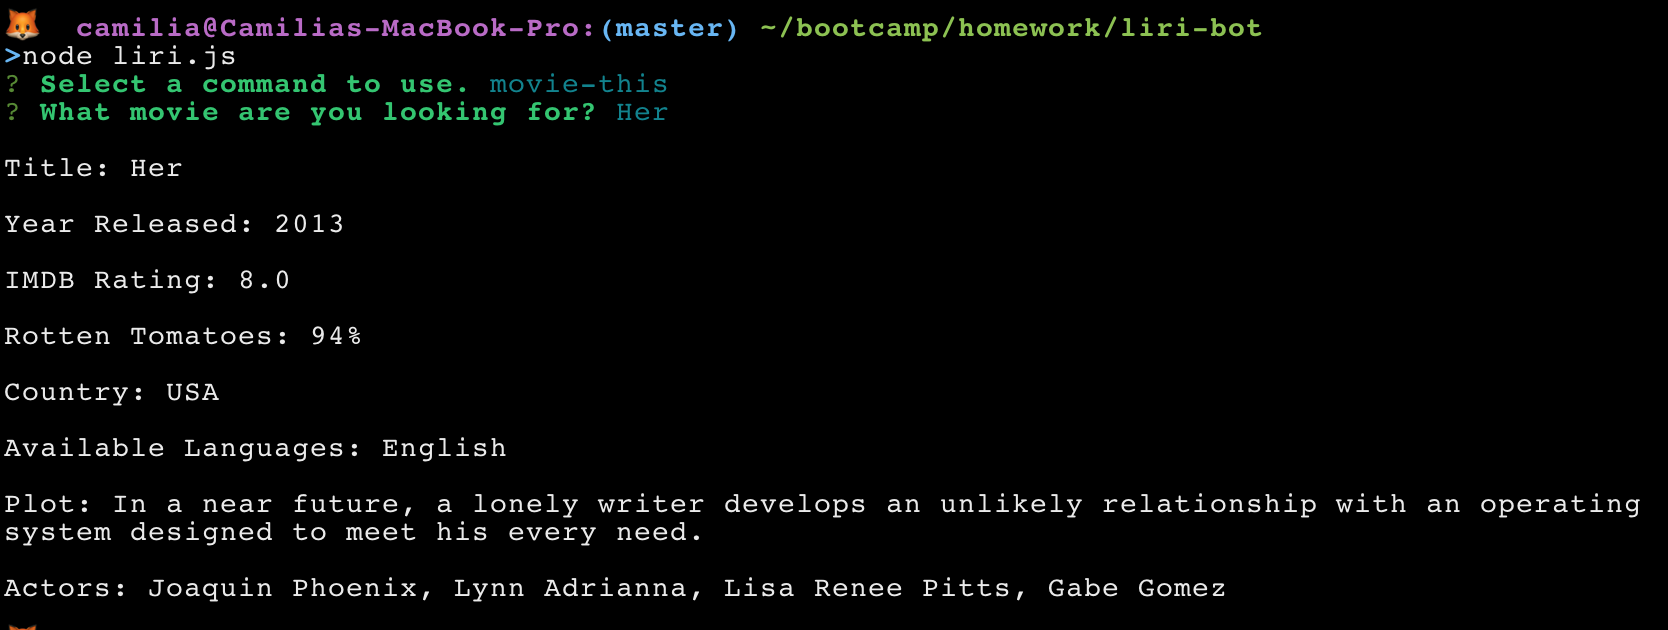 camilia@Camilias-MacBook-Pro:(master) ~/bootcamp/homework/liri-bot
>node liri.js
? Select a command to use. movie-this
? What movie are you looking for? Her
Title: Her
Year Released: 2013
IMDB Rating: 8.0
Rotten Tomatoes: 94%
Country: USA
Available Languages: English
Plot: In a near future, a lonely writer develops an unlikely relationship with an operating
system designed to meet his every need.
Actors: Joaquin Phoenix, Lynn Adrianna, Lisa Renee Pitts, Gabe Gomez